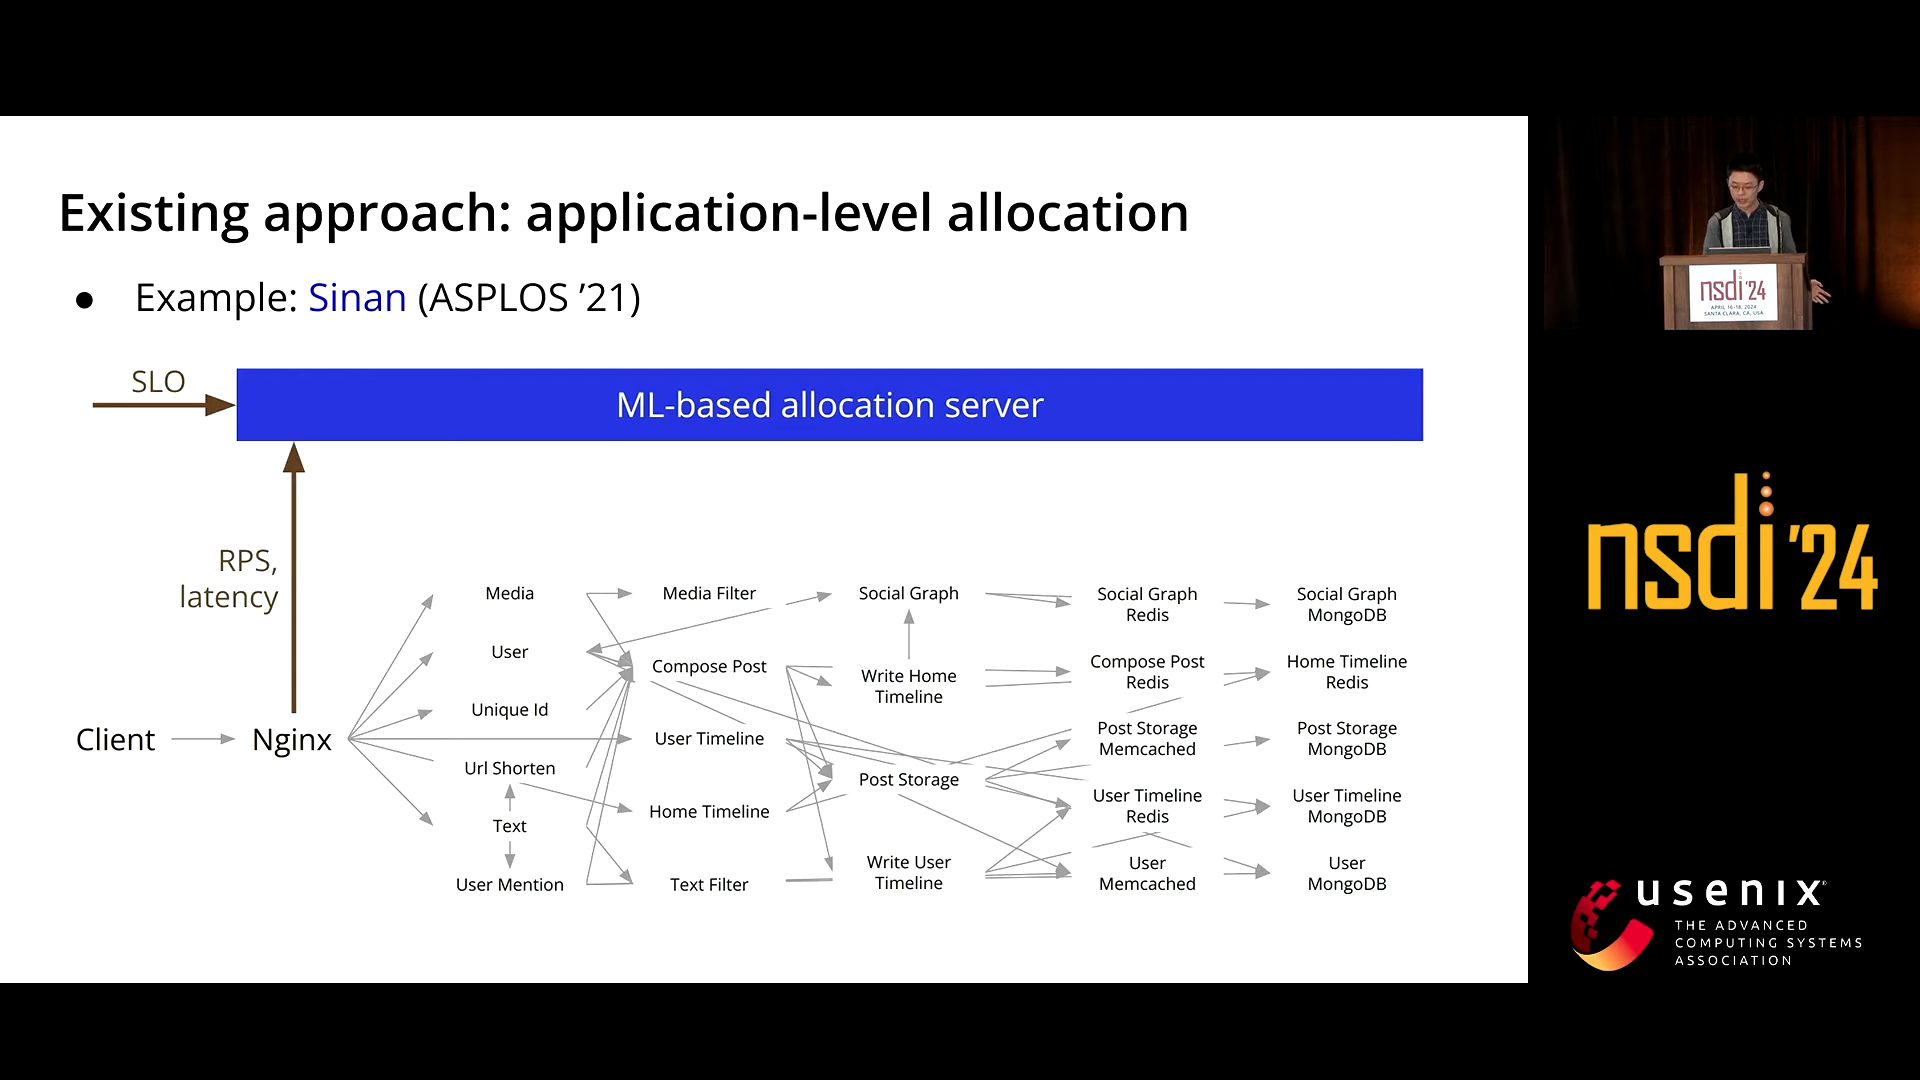 Existing approach: application-level allocation
● Example: Sinan (ASPLOS ’21)
SLO
ML-based allocation server
RPS,
latency
Client
Nginx
Media
User
Unique Id
Url Shorten
Text
User Mention
Media Filter
Compose Post
User Timeline
Home Timeline
Text Filter
Social Graph
Write Home
Timeline
Post Storage
Write User
Timeline
Social Graph
Redis
Compose Post
Redis
Post Storage
Memcached
User Timeline
Redis
User
Memcached
Social Graph
MongoDB
Home Timeline
Redis
Post Storage
MongoDB
User Timeline
MongoDB
User
MongoDB
nsdi '24
APRIL 16-18, 2024
SANTA CLARA, CA, USA
nsdi '24
usenix®
THE ADVANCED
COMPUTING SYSTEMS
ASSOCIATION